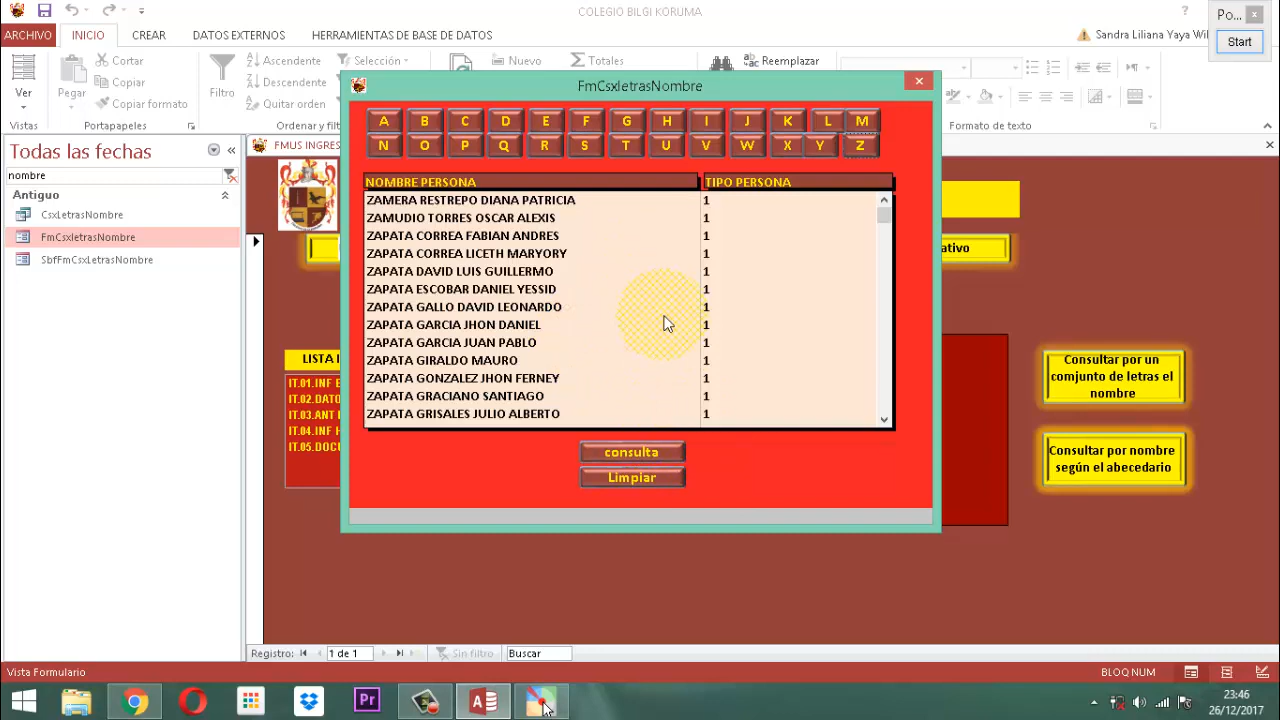 COLEGIO BILGI KORUMA
?
Po...
ARCHIVO INICIO CREAR DATOS EXTERNOS HERRAMIENTAS DE BASE DE DATOS
Sandra Liliana Yaya Wil
Start
Ver
Vistas
Pegar
Cortar
Copiar
Copiar formato
Portapapeles
Filtro
Ascendente
Descendente
Quitar or
Ordenar y fil
Selección
Nuevo
Totales
Reemplazar
Formato de texto
Todas las fechas
nombre
Antiguo
CsxLetrasNombre
FmCsxletrasNombre
SbfFmCsxLetrasNombre
FMUS INGRES
FmCsxletrasNombre
A B C D E F G H I J K L M
N O P Q R S T U V W X Y Z
NOMBRE PERSONA TIPO PERSONA
ZAMERA RESTREPO DIANA PATRICIA 1
ZAMUDIO TORRES OSCAR ALEXIS 1
ZAPATA CORREA FABIAN ANDRES 1
ZAPATA CORREA LICETH MARYORY 1
ZAPATA DAVID LUIS GUILLERMO 1
ZAPATA ESCOBAR DANIEL YESSID 1
ZAPATA GALLO DAVID LEONARDO 1
ZAPATA GARCIA JHON DANIEL 1
ZAPATA GARCIA JUAN PABLO 1
ZAPATA GIRALDO MAURO 1
ZAPATA GONZALEZ JHON FERNEY 1
ZAPATA GRACIANO SANTIAGO 1
ZAPATA GRISALES JULIO ALBERTO 1
consulta
Limpiar
LISTA I
IT.01.INF E
IT.02.DATO
IT.03.ANT
IT.04.INF H
IT.05.DOCU
ativo
Consultar por un
comjunto de letras el
nombre
Consultar por nombre
según el abecedario
Registro: 1 de 1 Sin filtro Buscar
Vista Formulario
BLOQ NUM
Pr
23:46
26/12/2017